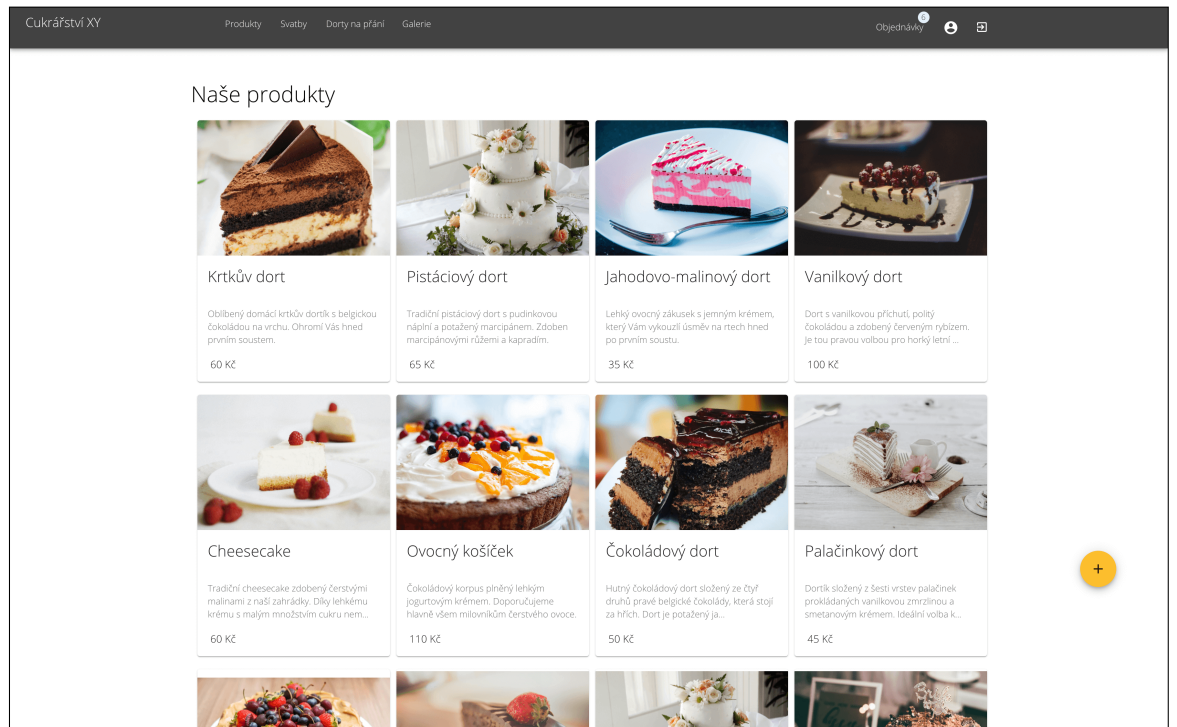 Cukrářství XY
Produkty Svatby Dorty na přání Galerie
Objednávky 6
Naše produkty
Krtkův dort
Oblíbený domácí krtkův dortík s belgickou
čokoládou na vrchu. Ohromí Vás hned
prvním soustem.
60 Kč
Pistáciový dort
Tradiční pistáciový dort s pudinkovou
náplní a potažený marcipánem. Zdoben
marcipánovými růžemi a kapradím.
65 Kč
Jahodovo-malinový dort
Lehký ovocný zákusek s jemným krémem,
který Vám vykouzlí úsměv na rtech hned
po prvním soustu.
35 Kč
Vanilkový dort
Dort s vanilkovou příchutí, politý
čokoládou a zdobený červeným rybízem.
Je tou pravou volbou pro horký letní ...
100 Kč
Cheesecake
Tradiční cheesecake zdobený čerstvými
malinami z naší zahrádky. Díky lehkému
krému s malým množstvím cukru nem...
60 Kč
Ovocný košíček
Čokoládový korpus plněný lehkým
jogurtovým krémem. Doporučujeme
hlavně všem milovníkům čerstvého ovoce.
110 Kč
Čokoládový dort
Hutný čokoládový dort složený ze čtyř
druhů pravé belgické čokolády, která stojí
za hřích. Dort je potažený ja...
50 Kč
Palačinkový dort
Dortík složený z šesti vrstev palačinek
prokládaných vanilkovou zmrzlinou a
smetanovým krémem. Ideální volba k...
45 Kč
+